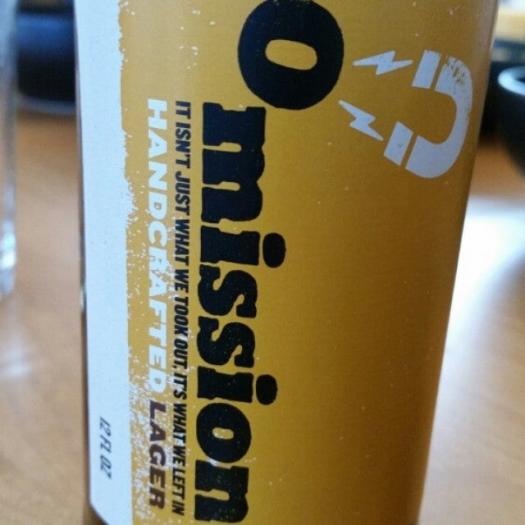 Omission
IT ISN'T JUST WHAT WE TOOK OUT. IT'S WHAT WE LEFT IN
HANDCRAFTED LAGER
12 FL OZ